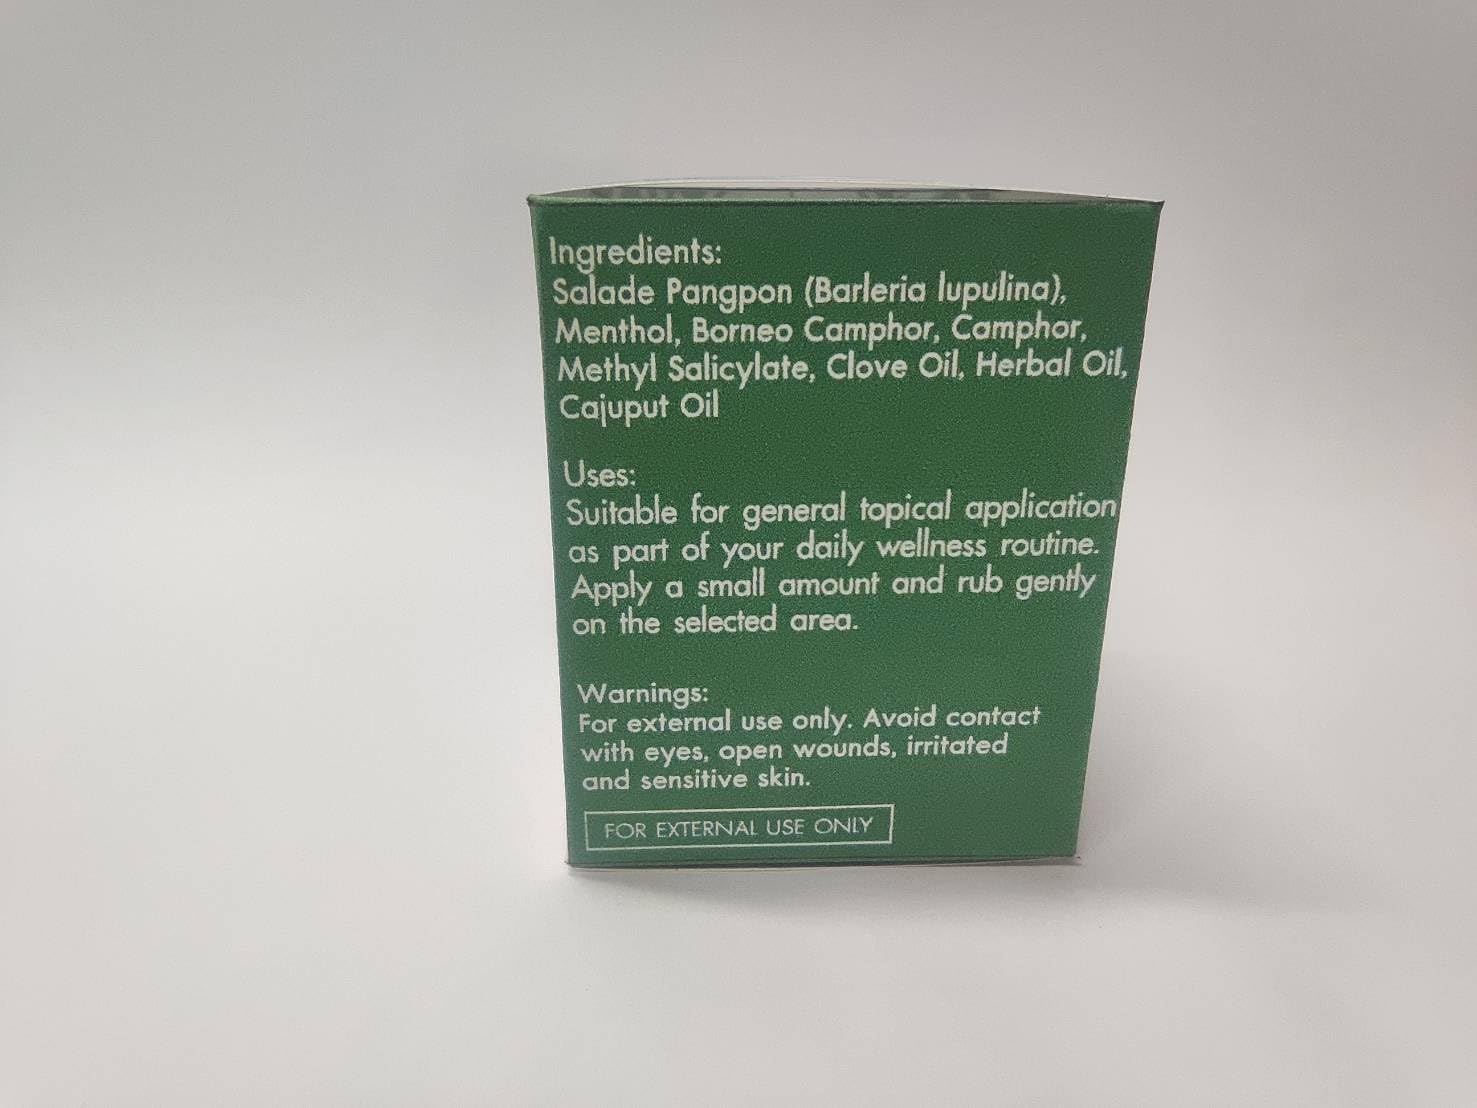 Ingredients:
Salade Pangpon (Barleria lupulina),
Menthol, Borneo Camphor, Camphor,
Methyl Salicylate, Clove Oil, Herbal Oil,
Cajuput Oil
Uses:
Suitable for general topical application
as part of your daily wellness routine.
Apply a small amount and rub gently
on the selected area.
Warnings:
For external use only. Avoid contact
with eyes, open wounds, irritated
and sensitive skin.
FOR EXTERNAL USE ONLY